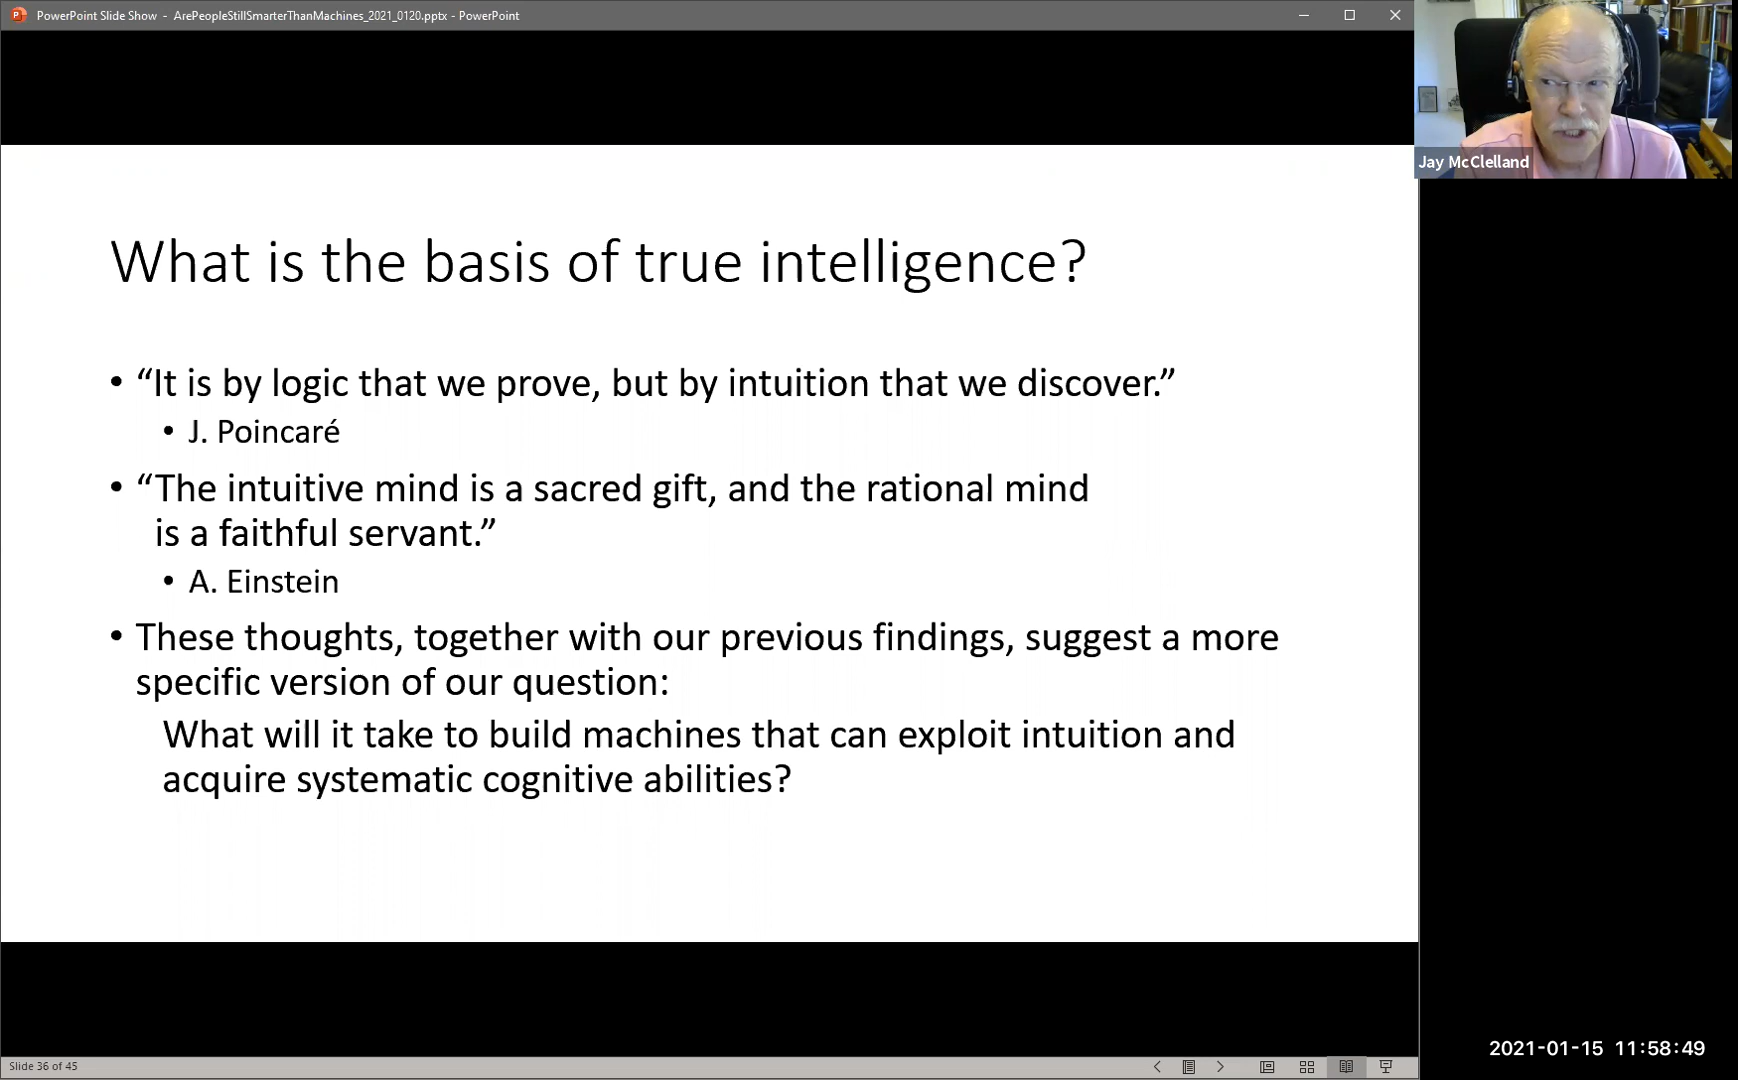 PowerPoint Slide Show - ArePeopleStillSmarterThanMachines_2021_0120.pptx - PowerPoint
Jay McClelland
What is the basis of true intelligence?
• “It is by logic that we prove, but by intuition that we discover.”
• J. Poincaré
• “The intuitive mind is a sacred gift, and the rational mind
is a faithful servant.”
• A. Einstein
• These thoughts, together with our previous findings, suggest a more
specific version of our question:
What will it take to build machines that can exploit intuition and
acquire systematic cognitive abilities?
2021-01-15 11:58:49
Slide 36 of 45